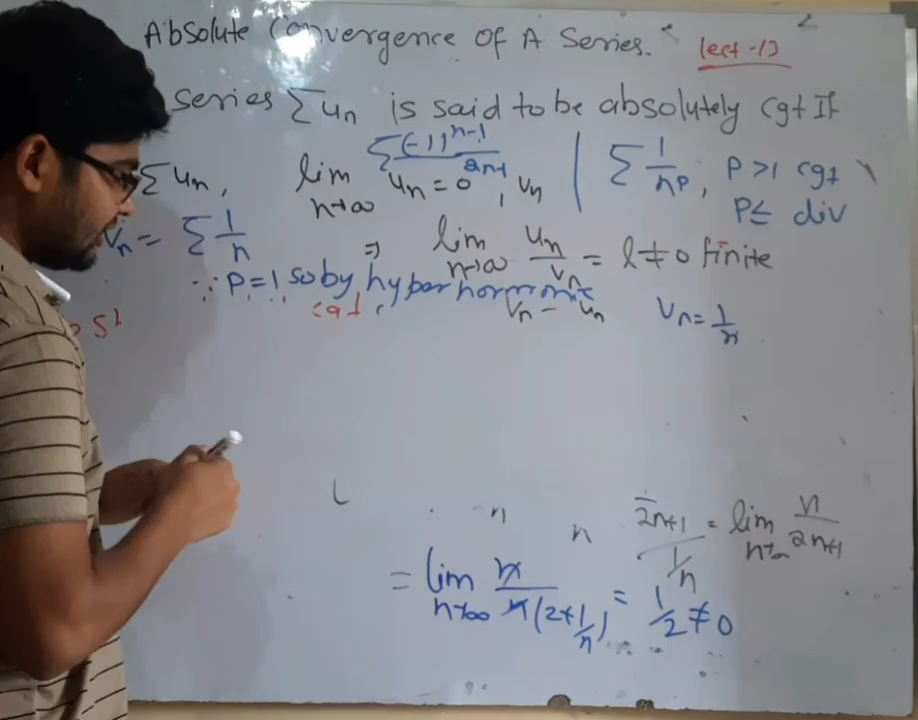 Absolute Convergence Of A Series. lect-13
series Σun is said to be absolutely Cgt If
Σ(-1)^(n-1)/2n+1 | Σ 1/n^p, P>1 cgt
Σun, lim n→∞ un=0, vn P≤ div
Vn = Σ 1/n ⇒ lim n→∞ un/vn = l≠0 finite
∵ P=1 so by hyper hormonic
cgt, Vn - un Vn = 1/n
L n n (1/2n+1)/(1/n) = lim n→∞ n/2n+1
= lim n→∞ n/n(2+1/n) = 1/2 ≠ 0